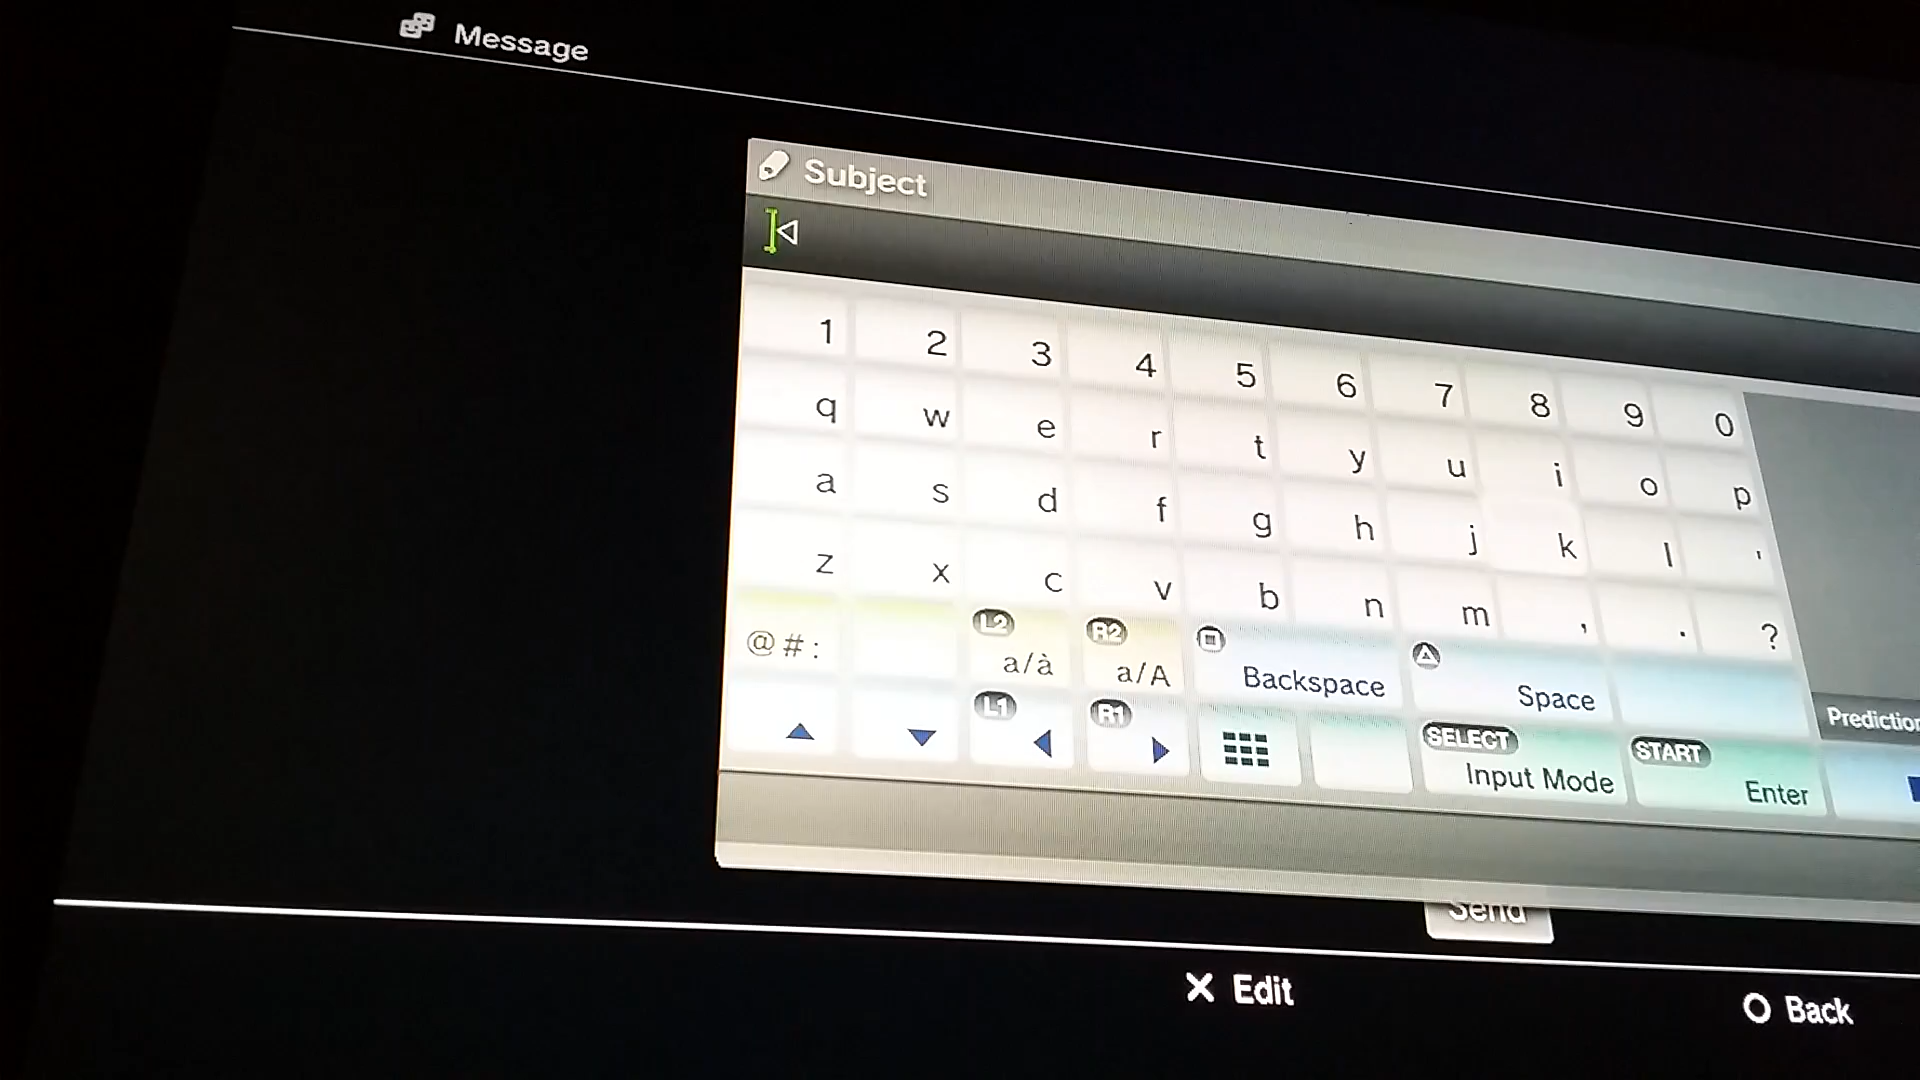 Message
Subject
1 2 3 4 5 6 7 8 9 0
q w e r t y u i o p
a s d f g h j k l '
z x c v b n m , . ?
@#: L2 a/à R2 a/A Backspace Space
L1 R1 SELECT Input Mode START Enter
Prediction
Send
X Edit
O Back